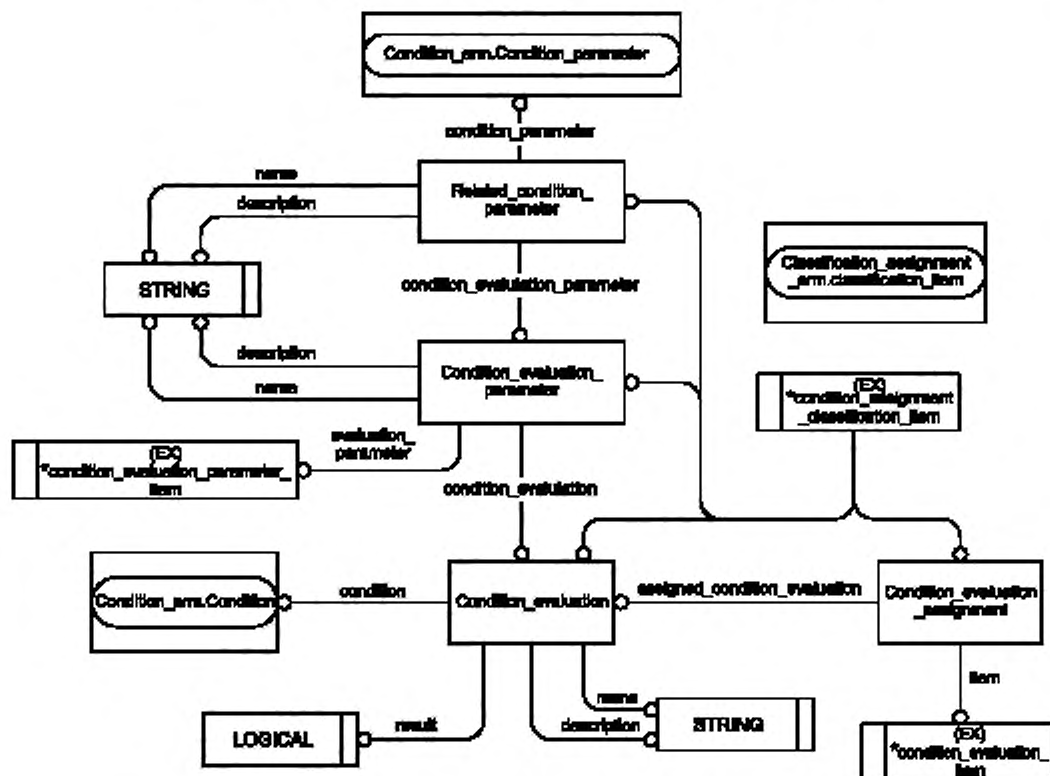 Condition_arm.Condition_parameter
condition_parameter
name
Related_condition_
parameter
description
Classification_assignment
_arm.classification_item
STRING
condition_evalulation_parameter
description
Condition_evaluation_
parameter
name
(EX)
*condition_assignment
_classification_item
evaluation_
parameter
(EX)
*condition_evaluation_parameter_
item
condition_evalulation
Condition_arm.Condition
condition
Condition_evaluation
assigned_condition_evaluation
Condition_evaluation
_assignment
item
name
STRING
description
LOGICAL
result
(EX)
*condition_evaluation_
item